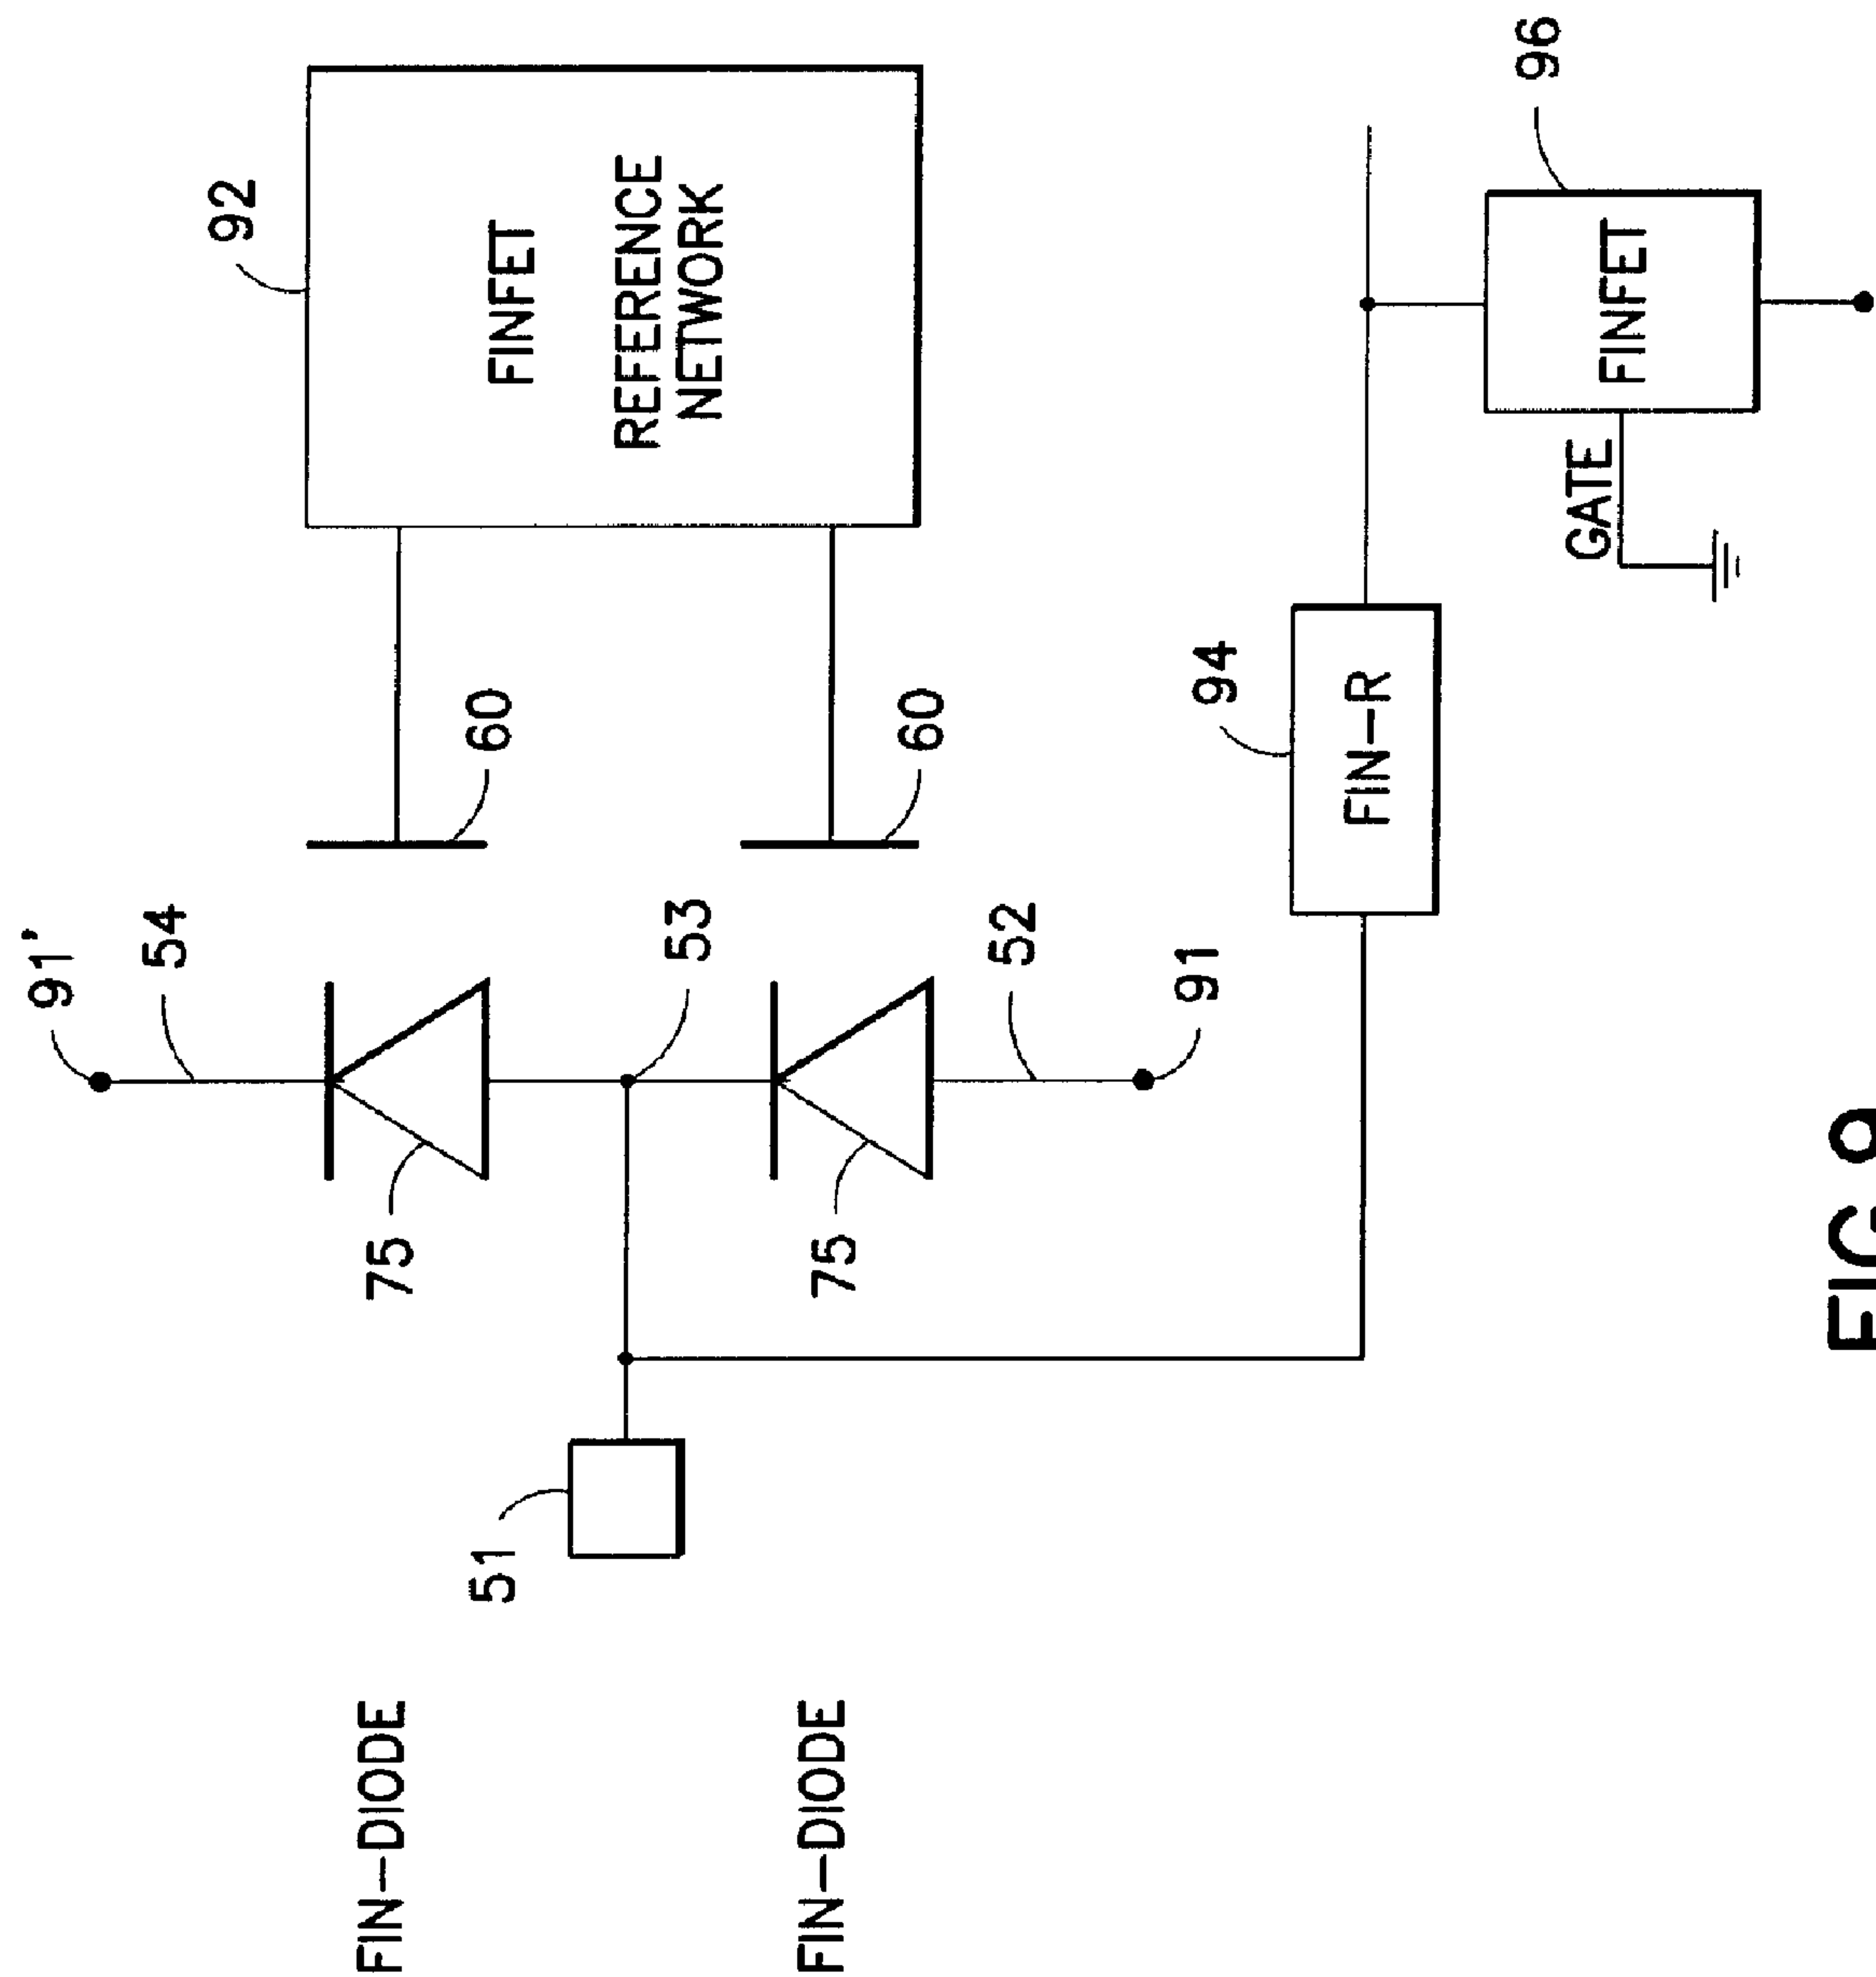 91'
54
92
FIN-DIODE
75
51
60
FINFET
REFERENCE
NETWORK
53
FIN-DIODE
75
60
52
91
94
FIN-R
96
GATE
FINFET
FIG